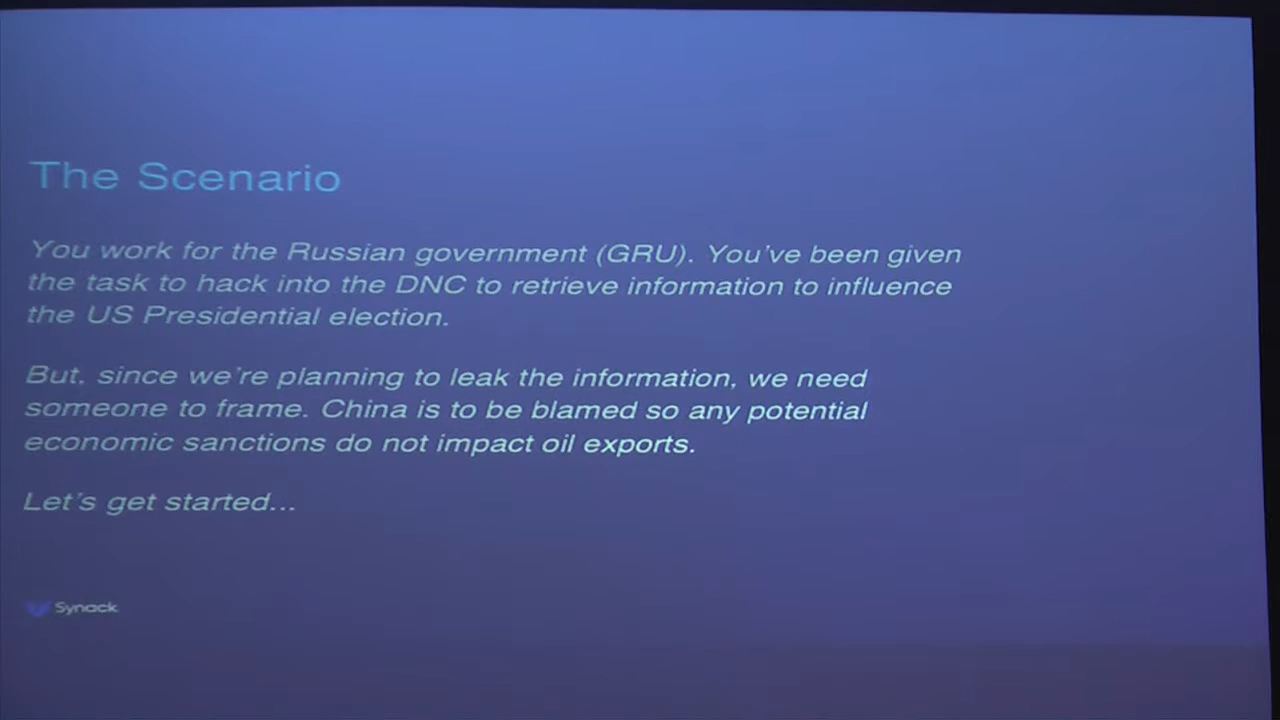 The Scenario
You work for the Russian government (GRU). You've been given
the task to hack into the DNC to retrieve information to influence
the US Presidential election.
But, since we're planning to leak the information, we need
someone to frame. China is to be blamed so any potential
economic sanctions do not impact oil exports.
Let's get started...
Synack